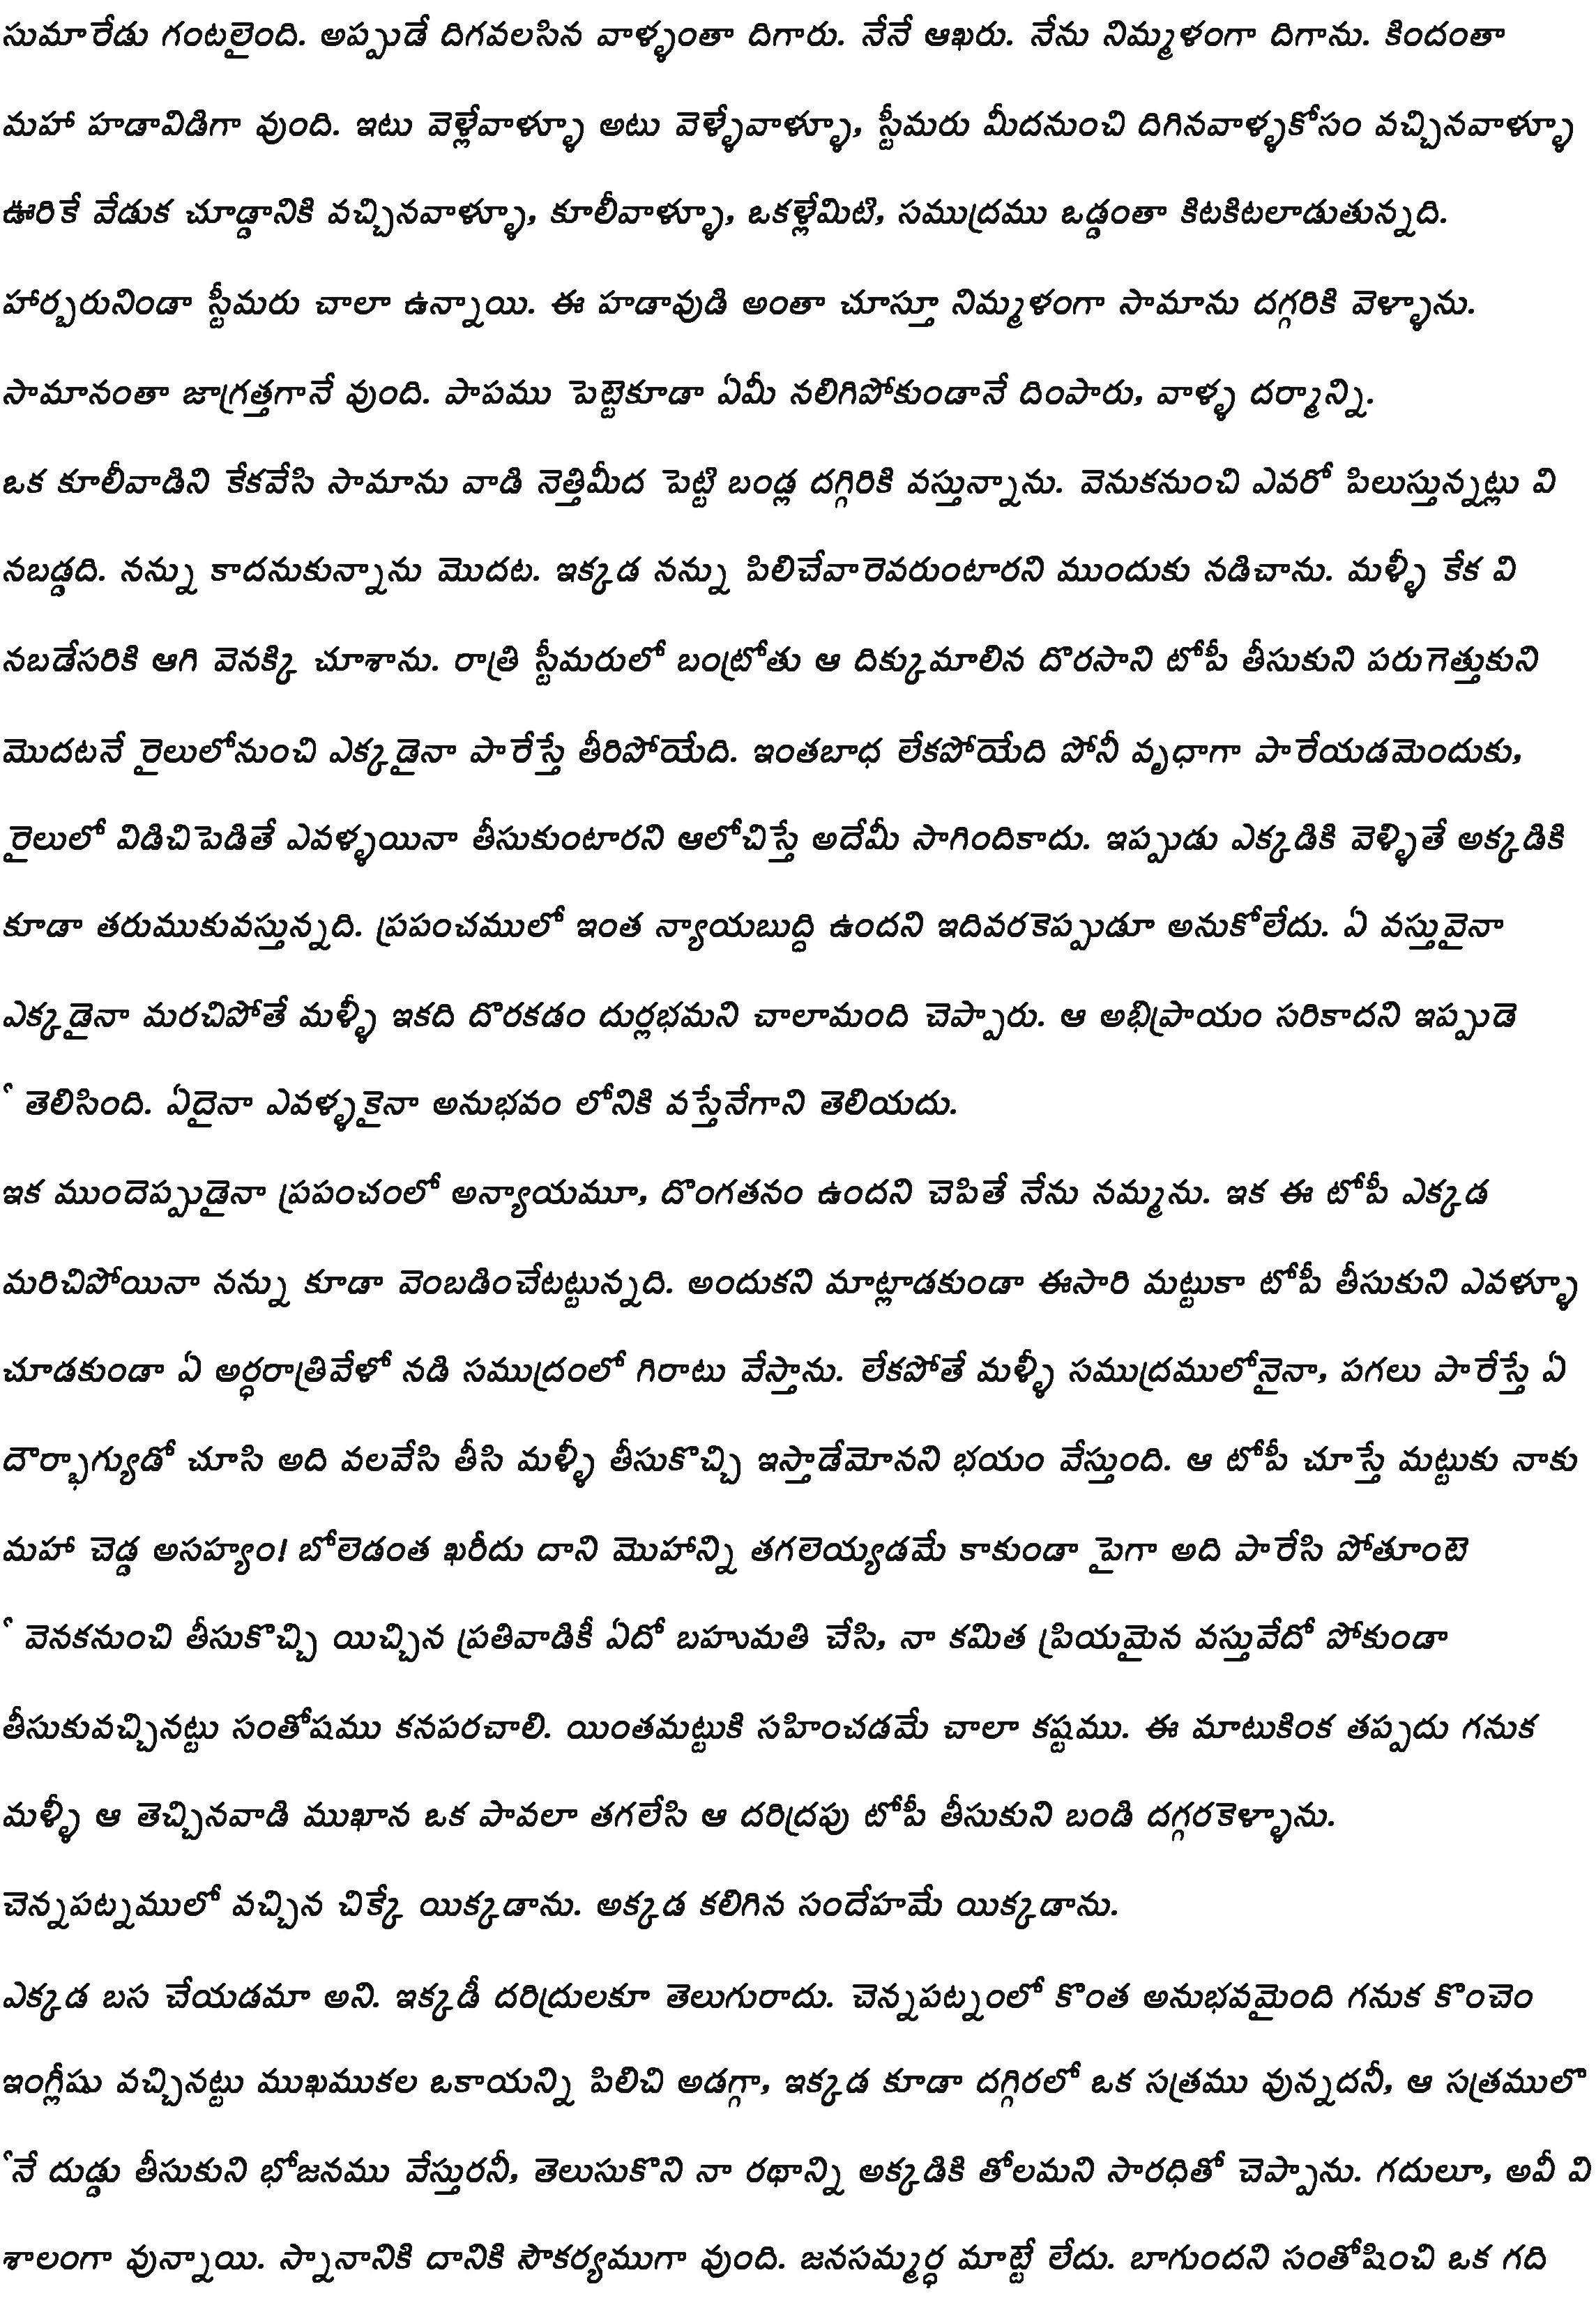 సుమారేడు గంటలైంది. అప్పుడే దిగవలసిన వాళ్ళంతా దిగారు. నేనే ఆఖరు. నేను నిమ్మళంగా దిగాను. కిందంతా
మహా హడావిడిగా వుంది. ఇటు వెళ్లేవాళ్ళూ అటు వెళ్ళేవాళ్ళూ, స్టీమరు మీదనుంచి దిగినవాళ్ళకోసం వచ్చినవాళ్ళూ
ఊరికే వేడుక చూడ్డానికి వచ్చినవాళ్ళూ, కూలీవాళ్ళూ, ఒకళ్లేమిటి, సముద్రము ఒడ్డంతా కిటకిటలాడుతున్నది.
హార్బరునిండా స్టీమరు చాలా ఉన్నాయి. ఈ హడావుడి అంతా చూస్తూ నిమ్మళంగా సామాను దగ్గరికి వెళ్ళాను.
సామానంతా జాగ్రత్తగానే వుంది. పాపము పెట్టెకూడా ఏమీ నలిగిపోకుండానే దింపారు, వాళ్ళ దర్మాన్ని.
ఒక కూలీవాడిని కేకవేసి సామాను వాడి నెత్తిమీద పెట్టి బండ్ల దగ్గిరికి వస్తున్నాను. వెనుకనుంచి ఎవరో పిలుస్తున్నట్లు వి
నబడ్డది. నన్ను కాదనుకున్నాను మొదట. ఇక్కడ నన్ను పిలిచేవారెవరుంటారని ముందుకు నడిచాను. మళ్ళీ కేక వి
నబడేసరికి ఆగి వెనక్కి చూశాను. రాత్రి స్టీమరులో బంట్రోతు ఆ దిక్కుమాలిన దొరసాని టోపీ తీసుకుని పరుగెత్తుకుని
మొదటనే రైలులోనుంచి ఎక్కడైనా పారేస్తే తీరిపోయేది. ఇంతబాధ లేకపోయేది పోనీ వృధాగా పారేయడమెందుకు,
రైలులో విడిచిపెడితే ఎవళ్ళయినా తీసుకుంటారని ఆలోచిస్తే అదేమీ సాగిందికాదు. ఇప్పుడు ఎక్కడికి వెళ్ళితే అక్కడికి
కూడా తరుముకువస్తున్నది. ప్రపంచములో ఇంత న్యాయబుద్ది ఉందని ఇదివరకెప్పుడూ అనుకోలేదు. ఏ వస్తువైనా
ఎక్కడైనా మరచిపోతే మళ్ళీ ఇకది దొరకడం దుర్లభమని చాలామంది చెప్పారు. ఆ అభిప్రాయం సరికాదని ఇప్పుడె
ే తెలిసింది. ఏదైనా ఎవళ్ళకైనా అనుభవం లోనికి వస్తేనేగాని తెలియదు.
ఇక ముందెప్పుడైనా ప్రపంచంలో అన్యాయమూ, దొంగతనం ఉందని చెపితే నేను నమ్మను. ఇక ఈ టోపీ ఎక్కడ
మరిచిపోయినా నన్ను కూడా వెంబడించేటట్టున్నది. అందుకని మాట్లాడకుండా ఈసారి మట్టుకా టోపీ తీసుకుని ఎవళ్ళూ
చూడకుండా ఏ అర్ధరాత్రివేళో నడి సముద్రంలో గిరాటు వేస్తాను. లేకపోతే మళ్ళీ సముద్రములోనైనా, పగలు పారేస్తే ఏ
దౌర్భాగ్యుడో చూసి అది వలవేసి తీసి మళ్ళీ తీసుకొచ్చి ఇస్తాడేమోనని భయం వేస్తుంది. ఆ టోపీ చూస్తే మట్టుకు నాకు
మహా చెడ్డ అసహ్యం! బోలెడంత ఖరీదు దాని మొహాన్ని తగలెయ్యడమే కాకుండా పైగా అది పారేసి పోతూంటె
ే వెనకనుంచి తీసుకొచ్చి యిచ్చిన ప్రతివాడికీ ఏదో బహుమతి చేసి, నా కమిత ప్రియమైన వస్తువేదో పోకుండా
తీసుకువచ్చినట్టు సంతోషము కనపరచాలి. యింతమట్టుకి సహించడమే చాలా కష్టము. ఈ మాటుకింక తప్పదు గనుక
మళ్ళీ ఆ తెచ్చినవాడి ముఖాన ఒక పావలా తగలేసి ఆ దరిద్రపు టోపీ తీసుకుని బండి దగ్గరకెళ్ళాను.
చెన్నపట్నములో వచ్చిన చిక్కే యిక్కడాను. అక్కడ కలిగిన సందేహమే యిక్కడాను.
ఎక్కడ బస చేయడమా అని. ఇక్కడీ దరిద్రులకూ తెలుగురాదు. చెన్నపట్నంలో కొంత అనుభవమైంది గనుక కొంచెం
ఇంగ్లీషు వచ్చినట్టు ముఖముకల ఒకాయన్ని పిలిచి అడగ్గా, ఇక్కడ కూడా దగ్గిరలో ఒక సత్రము వున్నదనీ, ఆ సత్రములొ
ేనే దుడ్డు తీసుకుని భోజనము వేస్తురనీ, తెలుసుకొని నా రథాన్ని అక్కడికి తోలమని సారధితో చెప్పాను. గదులూ, అవీ వి
శాలంగా వున్నాయి. స్నానానికి దానికి సౌకర్యముగా వుంది. జనసమ్మర్ధ మాట్టే లేదు. బాగుందని సంతోషించి ఒక గది